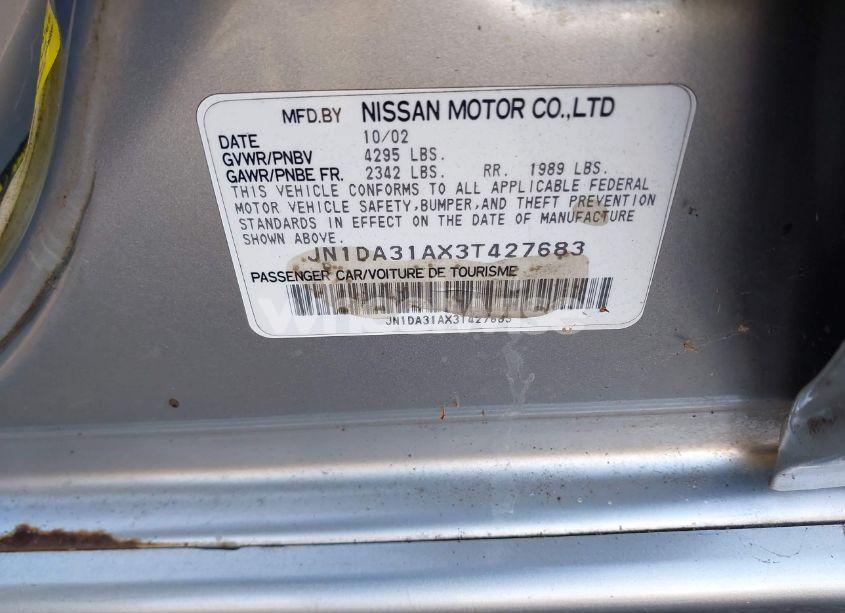 MFD.BY NISSAN MOTOR CO.,LTD
DATE 10/02
GVWR/PNBV 4295 LBS.
GAWR/PNBE FR. 2342 LBS. RR. 1989 LBS.
THIS VEHICLE CONFORMS TO ALL APPLICABLE FEDERAL
MOTOR VEHICLE SAFETY,BUMPER,AND THEFT PREVENTION
STANDARDS IN EFFECT ON THE DATE OF MANUFACTURE
SHOWN ABOVE.
JN1DA31AX3T427683
PASSENGER CAR/VOITURE DE TOURISME
JN1DA31AX3T427683